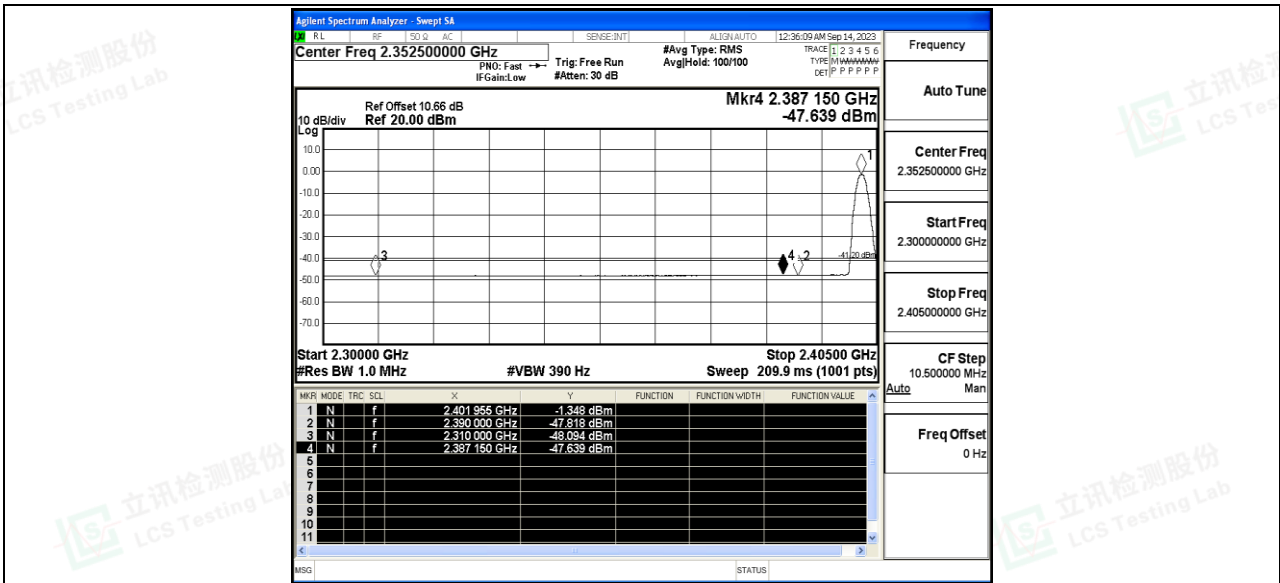 Agilent Spectrum Analyzer - Swept SA
LXI RL RF 50 Ω AC SENSE:INT ALIGNAUTO 12:36:09 AM Sep 14, 2023
Center Freq 2.352500000 GHz
PNO: Fast
IFGain:Low
Trig: Free Run
#Atten: 30 dB
#Avg Type: RMS
Avg|Hold: 100/100
TRACE 1 2 3 4 5 6
TYPE MWWWWW
DET P P P P P P
Frequency
Auto Tune
Center Freq
2.352500000 GHz
Start Freq
2.300000000 GHz
Stop Freq
2.405000000 GHz
CF Step
10.500000 MHz
Auto Man
Freq Offset
0 Hz
Mkr4 2.387 150 GHz
-47.639 dBm
Ref Offset 10.66 dB
10 dB/div Ref 20.00 dBm
Log
10.0
0.00
-10.0
-20.0
-30.0
-40.0
-50.0
-60.0
-70.0
1
3
4
2
-41.20 dBm
Start 2.30000 GHz Stop 2.40500 GHz
#Res BW 1.0 MHz #VBW 390 Hz Sweep 209.9 ms (1001 pts)
MKR MODE TRC SCL X Y FUNCTION FUNCTION WIDTH FUNCTION VALUE
1 N f 2.401 955 GHz -1.348 dBm
2 N f 2.390 000 GHz -47.818 dBm
3 N f 2.310 000 GHz -48.094 dBm
4 N f 2.387 150 GHz -47.639 dBm
5
6
7
8
9
10
11
MSG STATUS
立讯检测股份
LCS Testing Lab
立讯检测股份
LCS Testing Lab
立讯检测股份
LCS Testing Lab